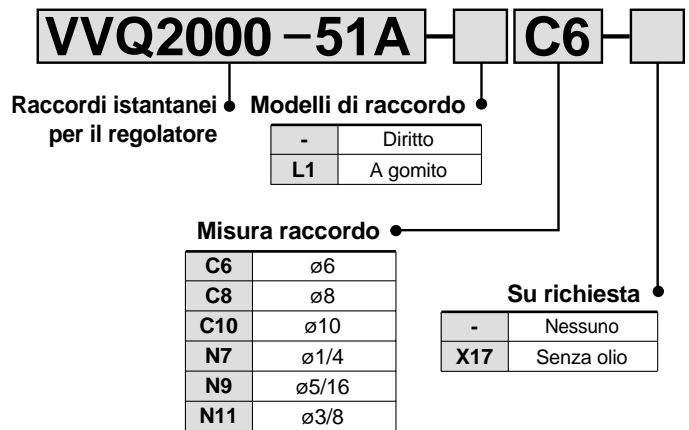 VVQ2000 –51A – C6 –
Raccordi istantanei
per il regolatore
Modelli di raccordo
- Diritto
L1 A gomito
Misura raccordo
C6 ø6
C8 ø8
C10 ø10
N7 ø1/4
N9 ø5/16
N11 ø3/8
Su richiesta
- Nessuno
X17 Senza olio